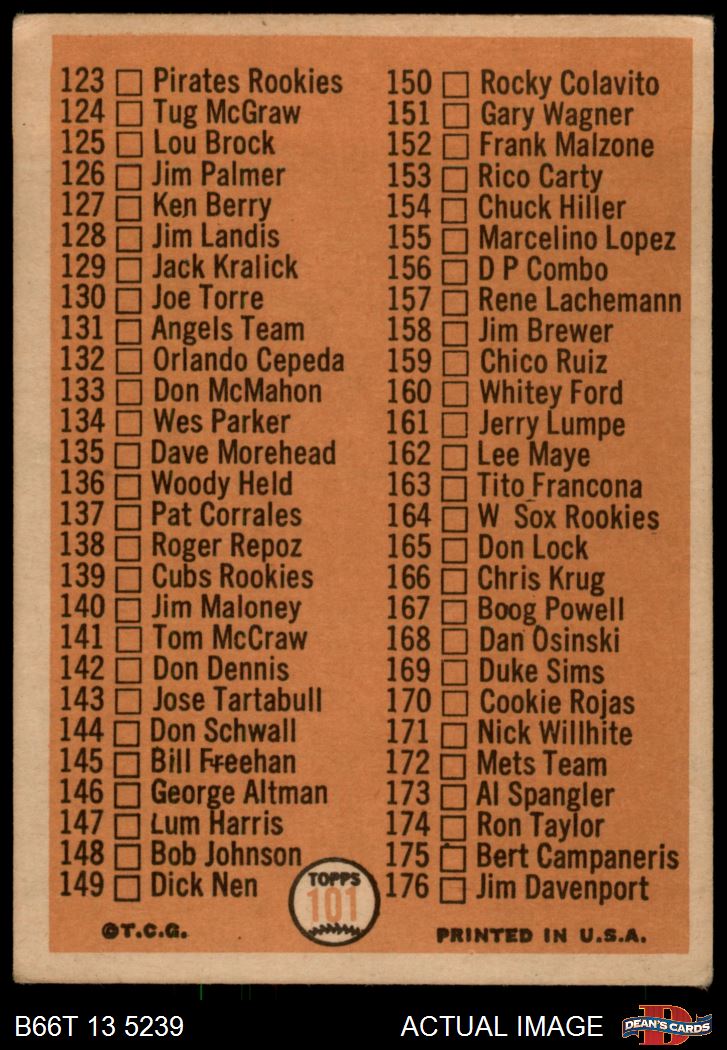 123 Pirates Rookies
124 Tug McGraw
125 Lou Brock
126 Jim Palmer
127 Ken Berry
128 Jim Landis
129 Jack Kralick
130 Joe Torre
131 Angels Team
132 Orlando Cepeda
133 Don McMahon
134 Wes Parker
135 Dave Morehead
136 Woody Held
137 Pat Corrales
138 Roger Repoz
139 Cubs Rookies
140 Jim Maloney
141 Tom McCraw
142 Don Dennis
143 Jose Tartabull
144 Don Schwall
145 Bill Freehan
146 George Altman
147 Lum Harris
148 Bob Johnson
149 Dick Nen
150 Rocky Colavito
151 Gary Wagner
152 Frank Malzone
153 Rico Carty
154 Chuck Hiller
155 Marcelino Lopez
156 D P Combo
157 Rene Lachemann
158 Jim Brewer
159 Chico Ruiz
160 Whitey Ford
161 Jerry Lumpe
162 Lee Maye
163 Tito Francona
164 W Sox Rookies
165 Don Lock
166 Chris Krug
167 Boog Powell
168 Dan Osinski
169 Duke Sims
170 Cookie Rojas
171 Nick Willhite
172 Mets Team
173 Al Spangler
174 Ron Taylor
175 Bert Campaneris
176 Jim Davenport
TOPPS
101
©T.C.G.
PRINTED IN U.S.A.
B66T 13 5239
ACTUAL IMAGE
D
DEAN'S CARDS